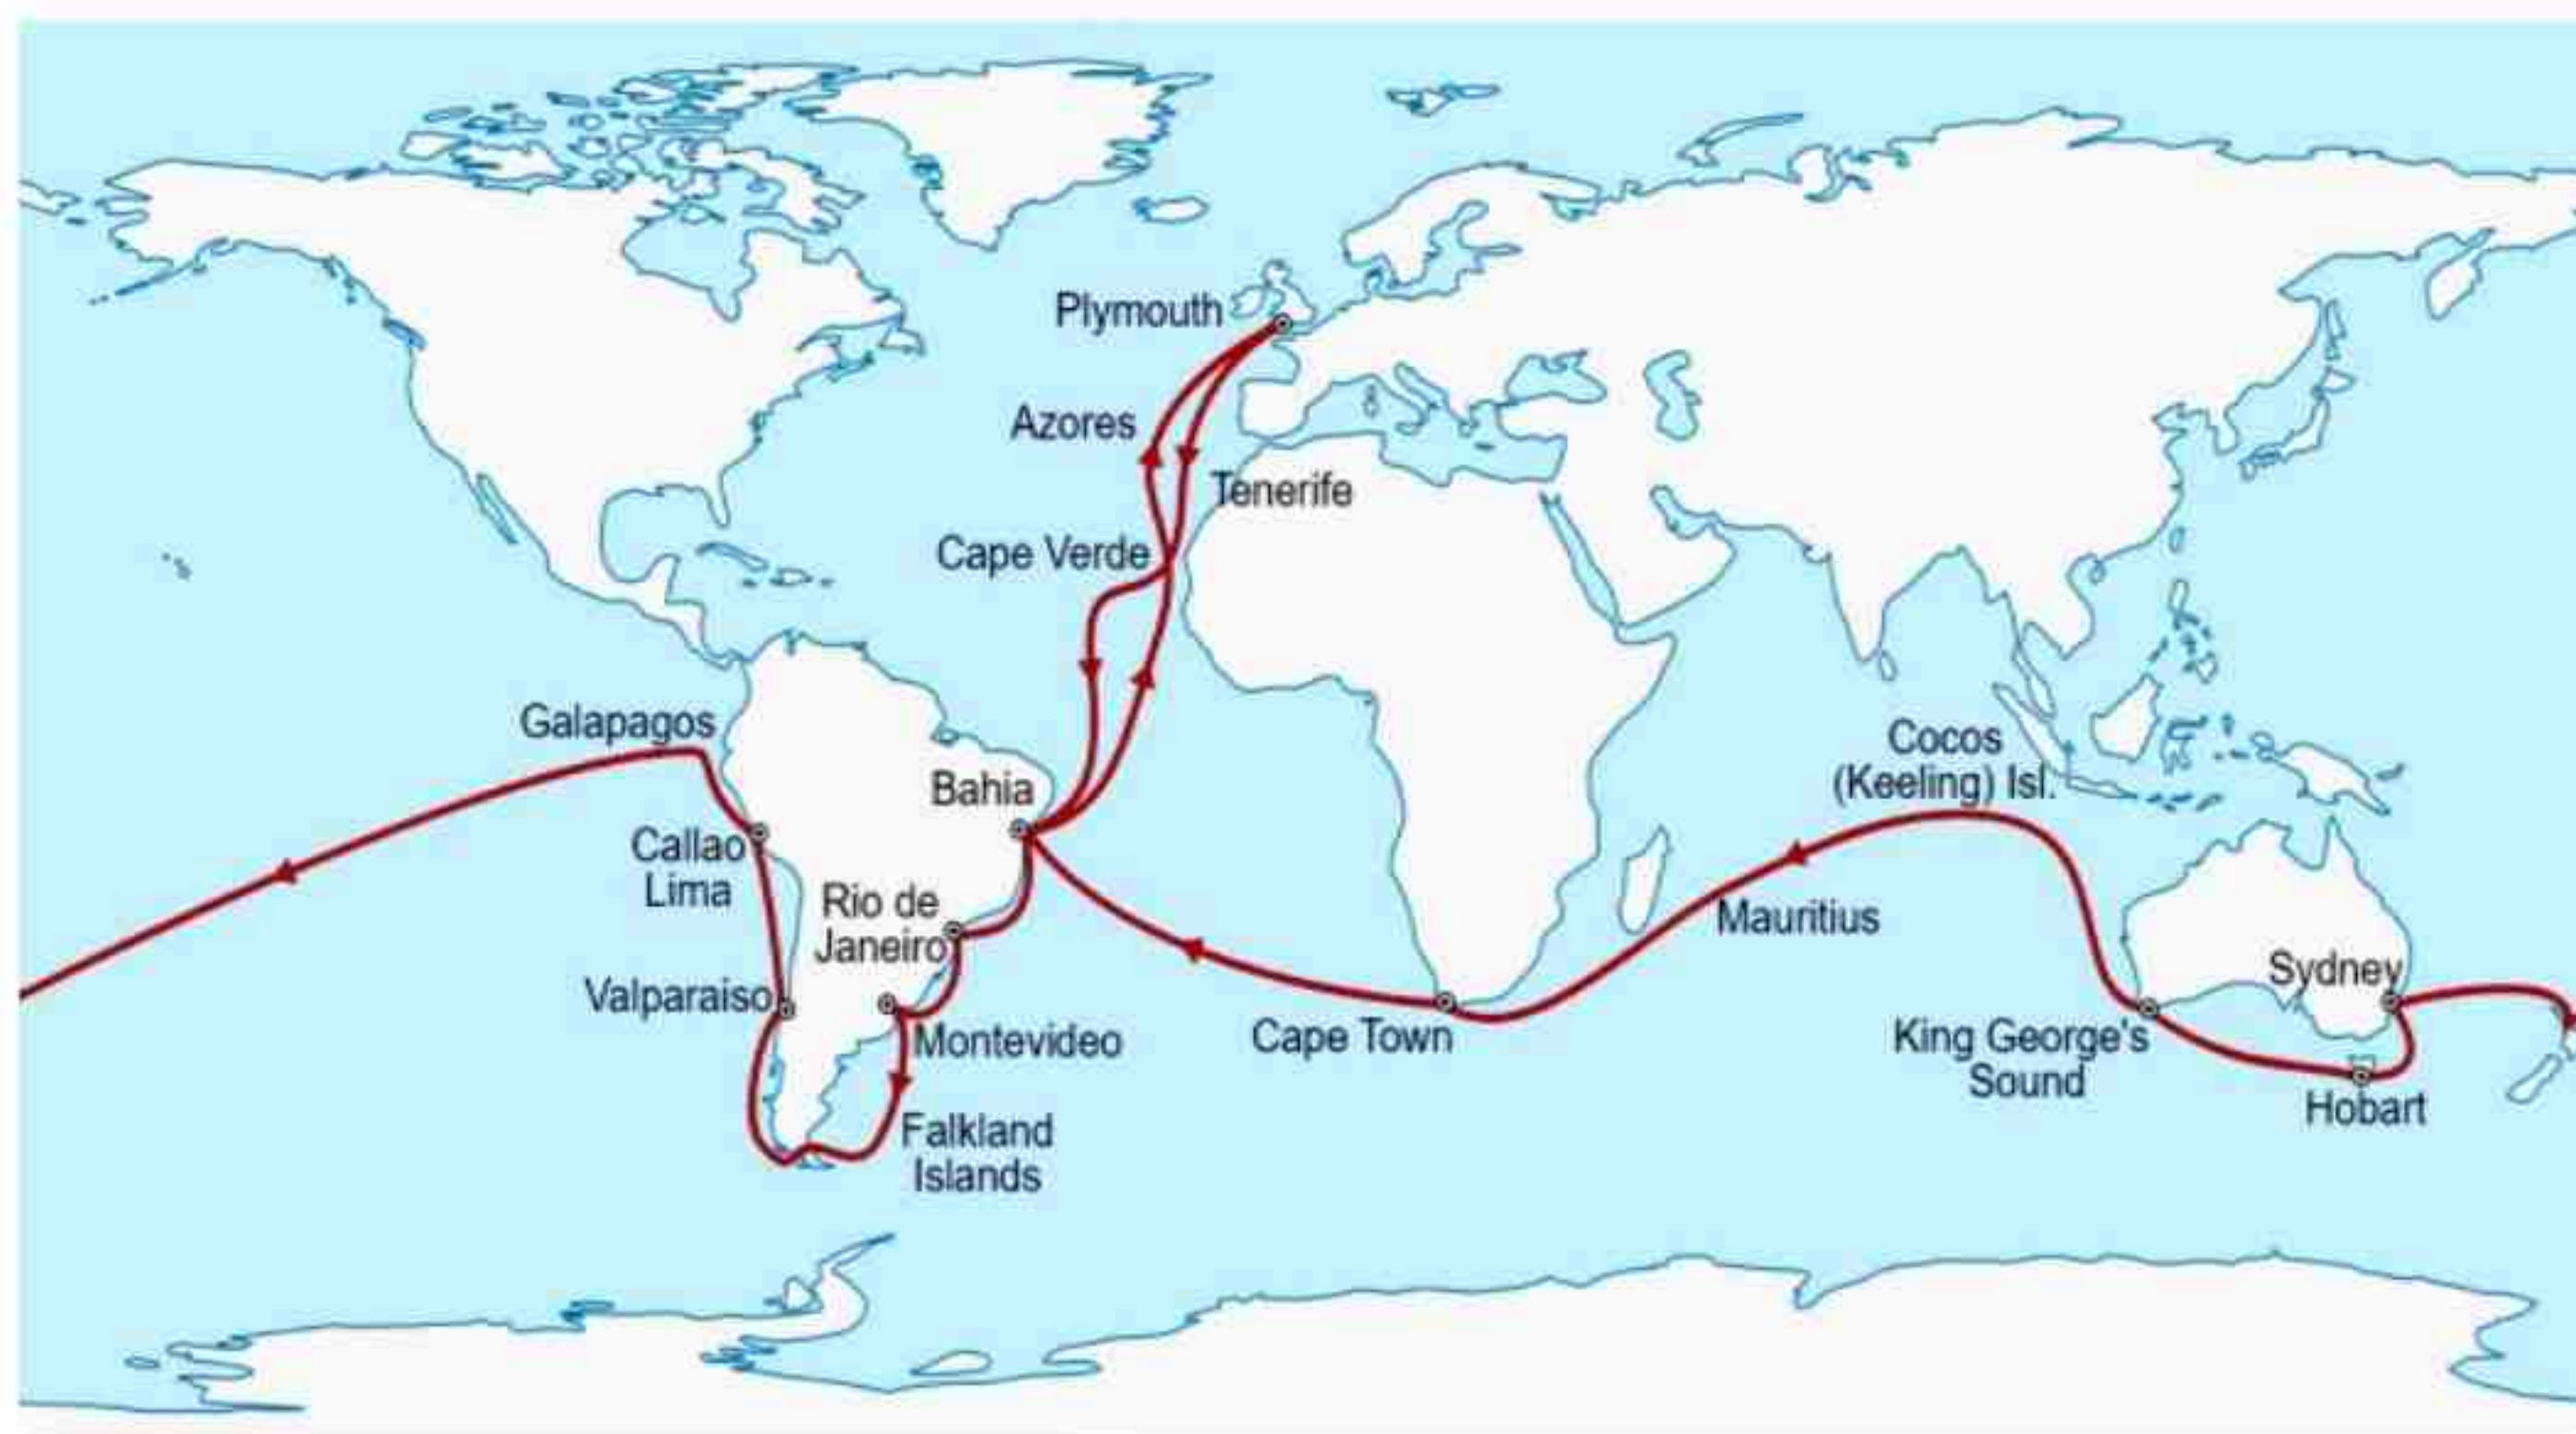 Plymouth
Azores
Tenerife
Cape Verde
Galapagos
Cocos
(Keeling) Isl.
Bahia
Callao
Lima
Rio de
Janeiro
Mauritius
Sydney
Valparaiso
Montevideo
Cape Town
King George's
Sound
Hobart
Falkland
Islands